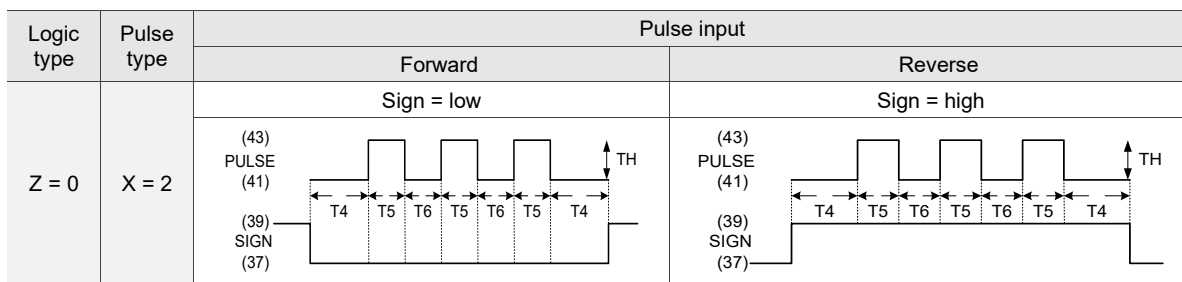 Logic type
Pulse type
Pulse input
Forward
Reverse
Z = 0
X = 2
Sign = low
Sign = high
(43)
PULSE
(41)
TH
T4 T5 T6 T5 T6 T5 T4
(39)
SIGN
(37)
(43)
PULSE
(41)
TH
T4 T5 T6 T5 T6 T5 T4
(39)
SIGN
(37)